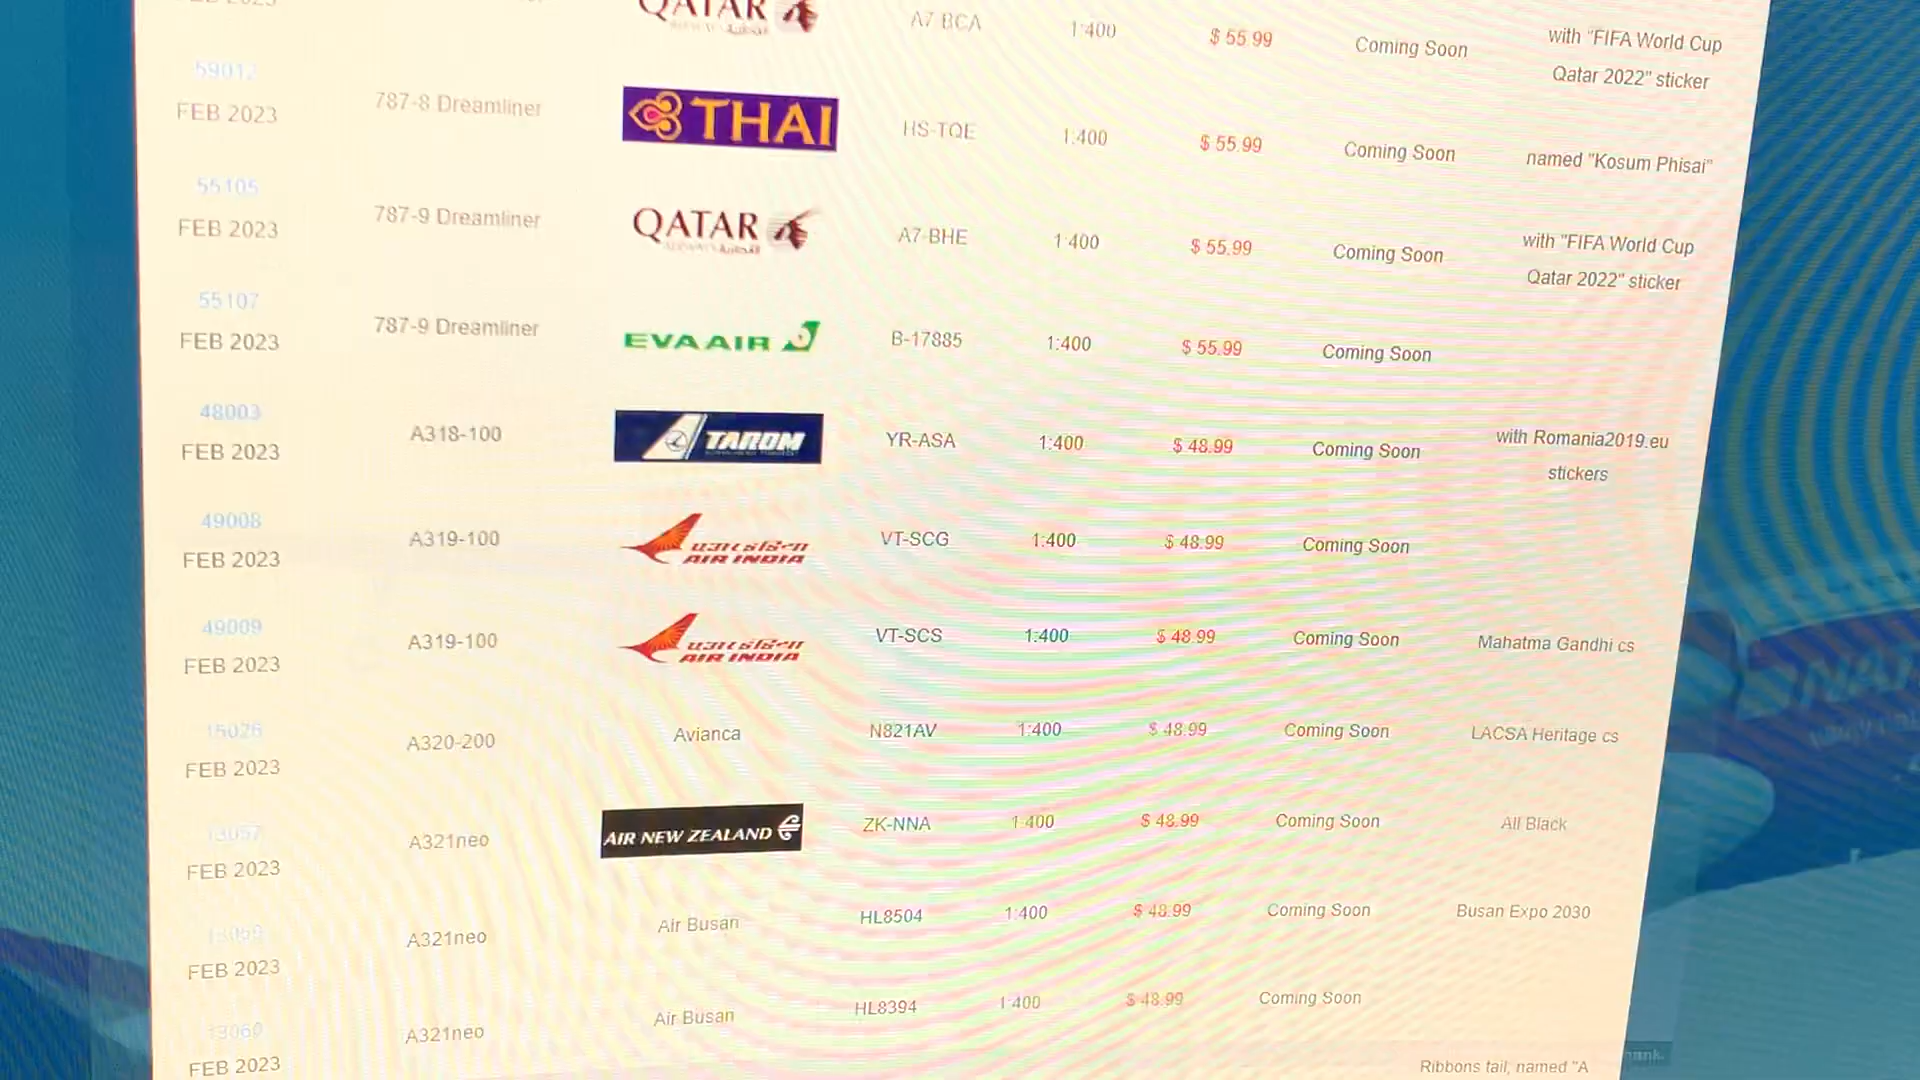 FEB 2023
QATAR
A7-BCA 1:400 $ 55.99 Coming Soon with "FIFA World Cup
Qatar 2022" sticker
59012
FEB 2023 787-8 Dreamliner THAI HS-TQE 1:400 $ 55.99 Coming Soon named "Kosum Phisai"
55105
FEB 2023 787-9 Dreamliner QATAR A7-BHE 1:400 $ 55.99 Coming Soon with "FIFA World Cup
Qatar 2022" sticker
55107
FEB 2023 787-9 Dreamliner EVA AIR B-17885 1:400 $ 55.99 Coming Soon
48003
FEB 2023 A318-100 TAROM YR-ASA 1:400 $ 48.99 Coming Soon with Romania2019.eu
stickers
49008
FEB 2023 A319-100 AIR INDIA VT-SCG 1:400 $ 48.99 Coming Soon
49009
FEB 2023 A319-100 AIR INDIA VT-SCS 1:400 $ 48.99 Coming Soon Mahatma Gandhi cs
15026
FEB 2023 A320-200 Avianca N821AV 1:400 $ 48.99 Coming Soon LACSA Heritage cs
FEB 2023 A321neo AIR NEW ZEALAND ZK-NNA 1:400 $ 48.99 Coming Soon All Black
FEB 2023 A321neo Air Busan HL8504 1:400 $ 48.99 Coming Soon Busan Expo 2030
13060
FEB 2023 A321neo Air Busan HL8394 1:400 $ 48.99 Coming Soon
Ribbons tail, named "A